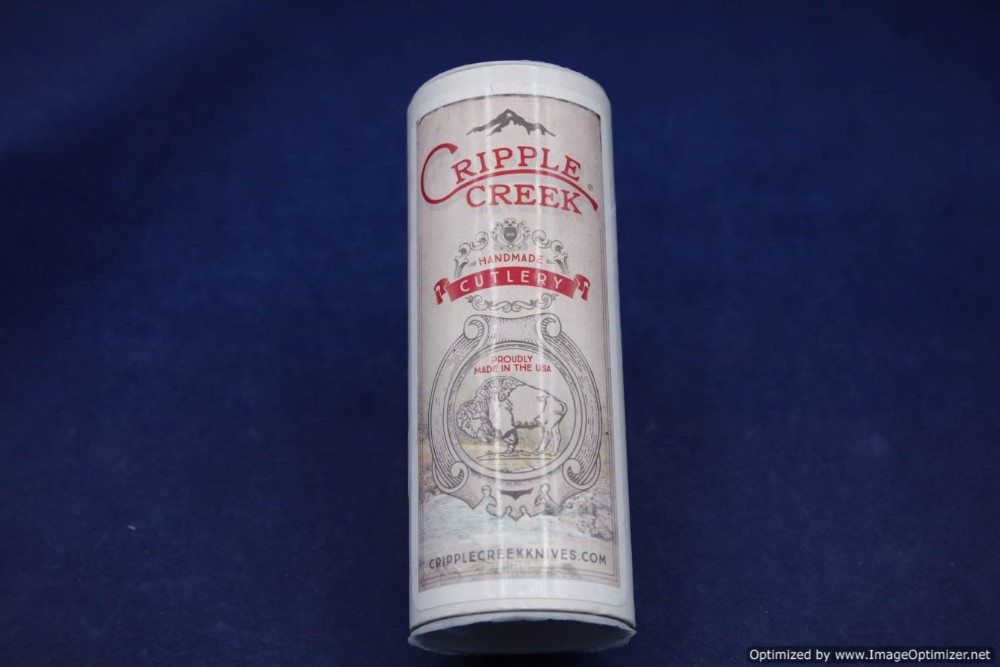 CRIPPLE
CREEK ®
HANDMADE
CUTLERY
PROUDLY
MADE IN THE USA
CRIPPLECREEKKNIVES.COM
Optimized by www.ImageOptimizer.net